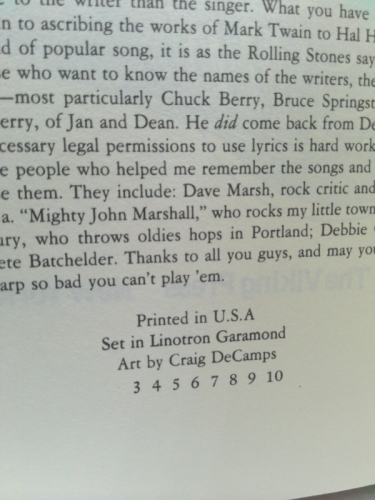 to the writer than the singer. What you have
n to ascribing the works of Mark Twain to Hal H
d of popular song, it is as the Rolling Stones say
e who want to know the names of the writers, the
—most particularly Chuck Berry, Bruce Springst
erry, of Jan and Dean. He did come back from De
cessary legal permissions to use lyrics is hard work
e people who helped me remember the songs and
se them. They include: Dave Marsh, rock critic and
a. "Mighty John Marshall," who rocks my little town
ury, who throws oldies hops in Portland; Debbie
ete Batchelder. Thanks to all you guys, and may you
arp so bad you can't play 'em.
Printed in U.S.A
Set in Linotron Garamond
Art by Craig DeCamps
3 4 5 6 7 8 9 10